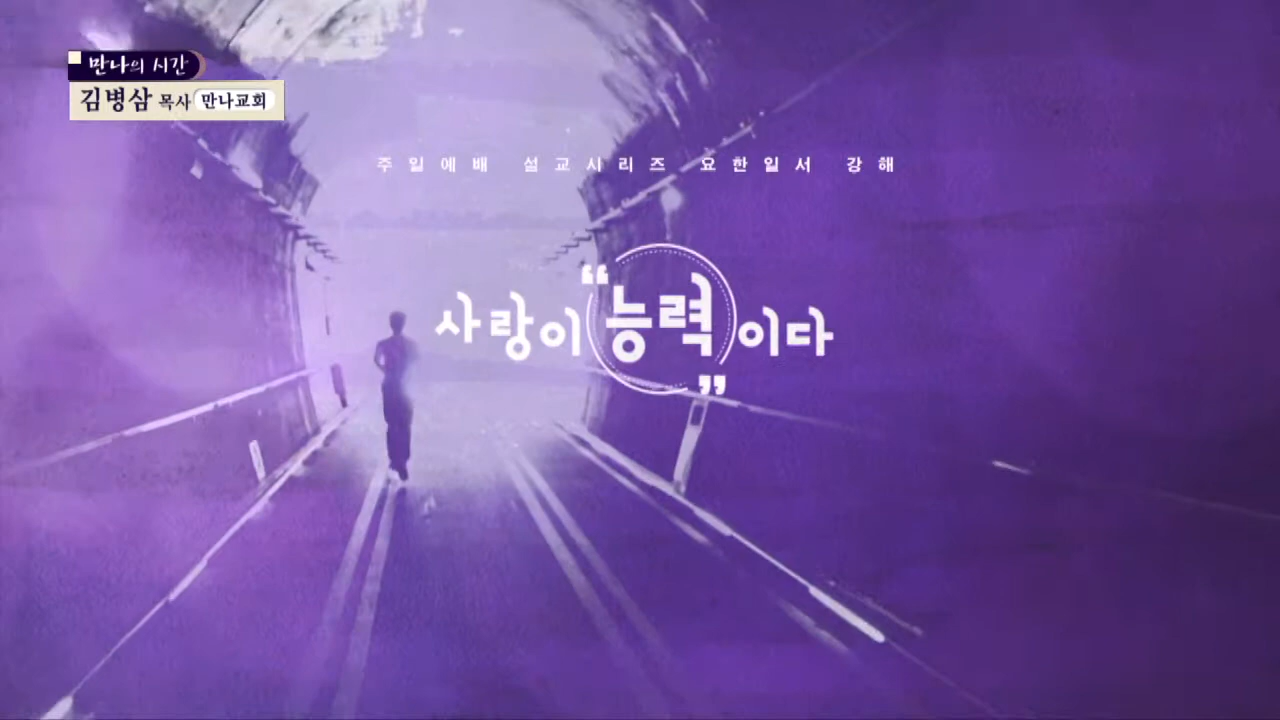 만나의 시간
김병삼 목사 만나교회
주일예배 설교시리즈 요한일서 강해
사랑이 “능력” 이다